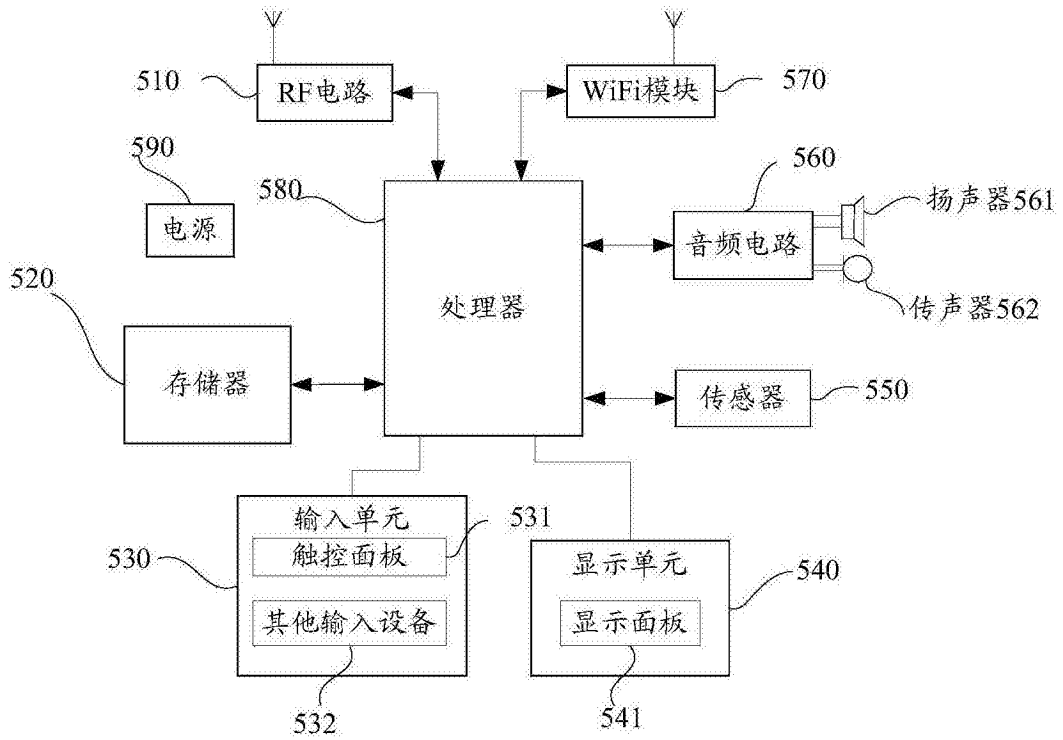 510
RF电路
WiFi模块
570
590
电源
580
560
扬声器561
音频电路
520
处理器
传声器562
存储器
传感器
550
输入单元
531
530
触控面板
其他输入设备
532
显示单元
540
显示面板
541